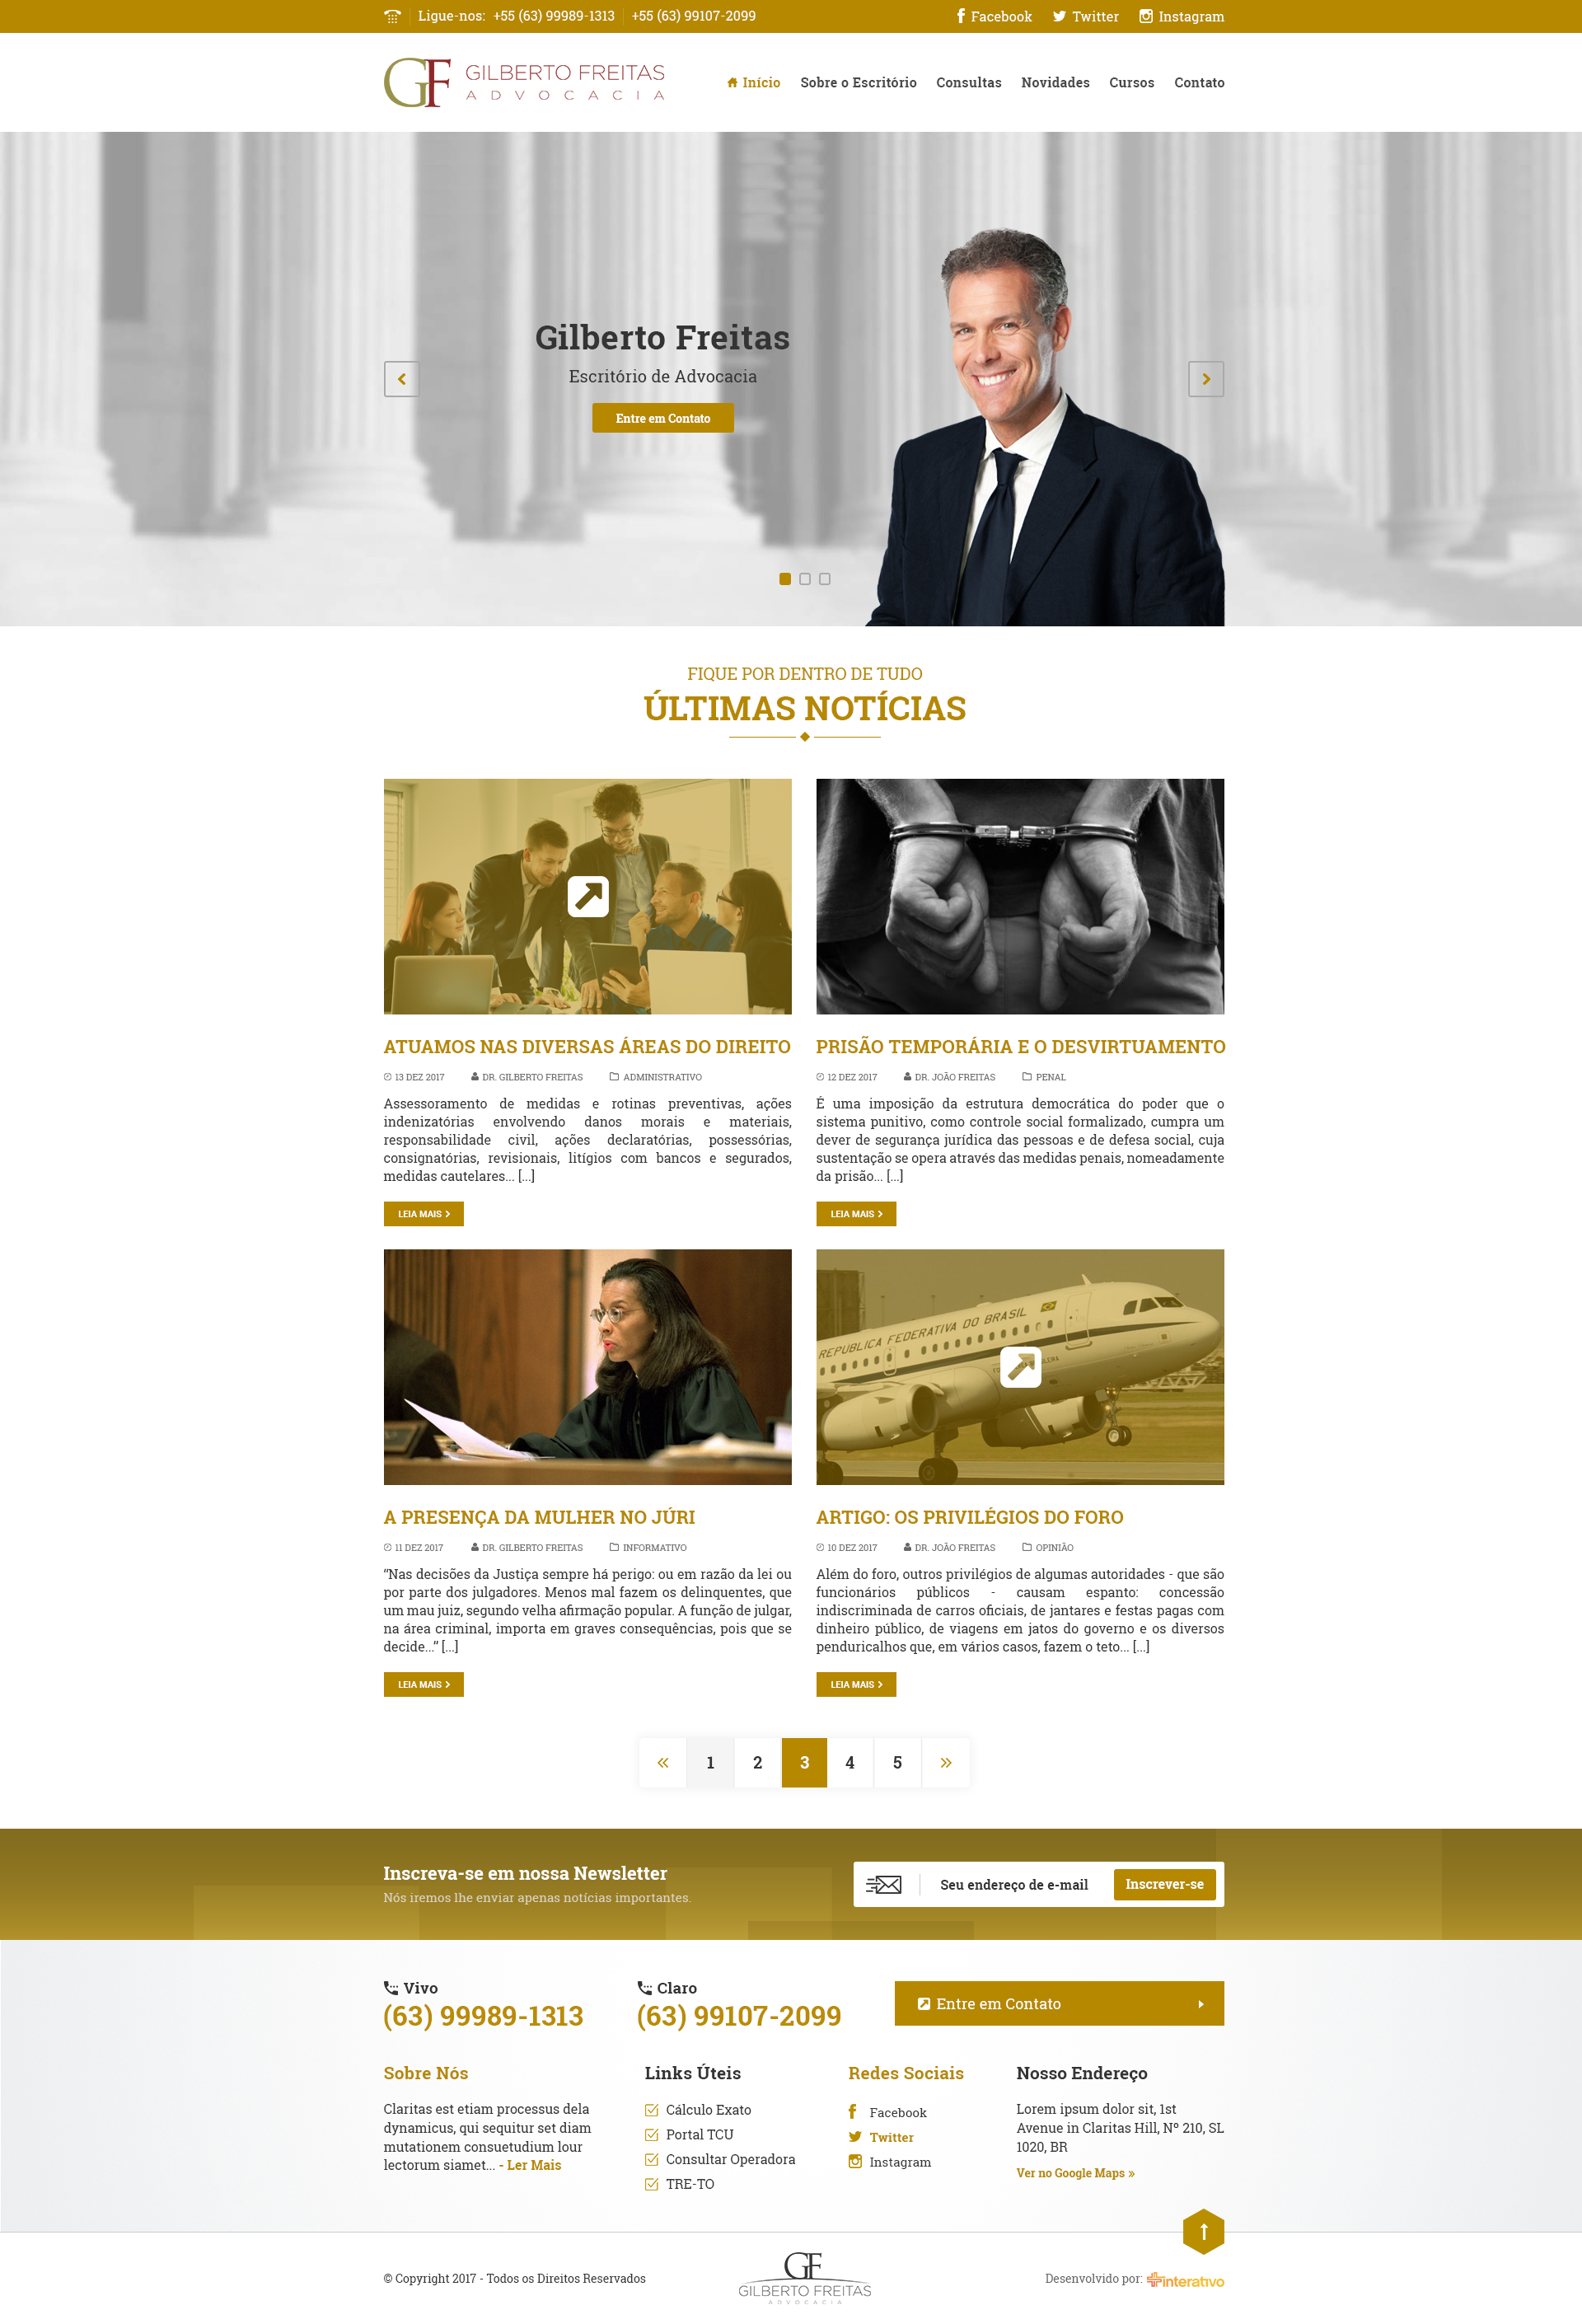 Ligue-nos: +55 (63) 99989-1313 +55 (63) 99107-2099 Facebook Twitter Instagram
GF GILBERTO FREITAS
ADVOCACIA
Início Sobre o Escritório Consultas Novidades Cursos Contato
Gilberto Freitas
Escritório de Advocacia
Entre em Contato
FIQUE POR DENTRO DE TUDO
ÚLTIMAS NOTÍCIAS
ATUAMOS NAS DIVERSAS ÁREAS DO DIREITO
13 DEZ 2017 DR. GILBERTO FREITAS ADMINISTRATIVO
Assessoramento de medidas e rotinas preventivas, ações
indenizatórias envolvendo danos morais e materiais,
responsabilidade civil, ações declaratórias, possessórias,
consignatórias, revisionais, litígios com bancos e segurados,
medidas cautelares... [...]
LEIA MAIS
PRISÃO TEMPORÁRIA E O DESVIRTUAMENTO
12 DEZ 2017 DR. JOÃO FREITAS PENAL
É uma imposição da estrutura democrática do poder que o
sistema punitivo, como controle social formalizado, cumpra um
dever de segurança jurídica das pessoas e de defesa social, cuja
sustentação se opera através das medidas penais, nomeadamente
da prisão... [...]
LEIA MAIS
REPÚBLICA FEDERATIVA DO BRASIL
A PRESENÇA DA MULHER NO JÚRI
11 DEZ 2017 DR. GILBERTO FREITAS INFORMATIVO
“Nas decisões da Justiça sempre há perigo: ou em razão da lei ou
por parte dos julgadores. Menos mal fazem os delinquentes, que
um mau juiz, segundo velha afirmação popular. A função de julgar,
na área criminal, importa em graves consequências, pois que se
decide...” [...]
LEIA MAIS
ARTIGO: OS PRIVILÉGIOS DO FORO
10 DEZ 2017 DR. JOÃO FREITAS OPINIÃO
Além do foro, outros privilégios de algumas autoridades - que são
funcionários públicos - causam espanto: concessão
indiscriminada de carros oficiais, de jantares e festas pagas com
dinheiro público, de viagens em jatos do governo e os diversos
penduricalhos que, em vários casos, fazem o teto... [...]
LEIA MAIS
« 1 2 3 4 5 »
Inscreva-se em nossa Newsletter
Nós iremos lhe enviar apenas notícias importantes.
Seu endereço de e-mail Inscrever-se
Vivo
(63) 99989-1313
Claro
(63) 99107-2099
Entre em Contato
Sobre Nós
Claritas est etiam processus dela
dynamicus, qui sequitur set diam
mutationem consuetudium lour
lectorum siamet... - Ler Mais
Links Úteis
Cálculo Exato
Portal TCU
Consultar Operadora
TRE-TO
Redes Sociais
Facebook
Twitter
Instagram
Nosso Endereço
Lorem ipsum dolor sit, 1st
Avenue in Claritas Hill, Nº 210, SL
1020, BR
Ver no Google Maps »
© Copyright 2017 - Todos os Direitos Reservados
GF
GILBERTO FREITAS
ADVOCACIA
Desenvolvido por: interativo